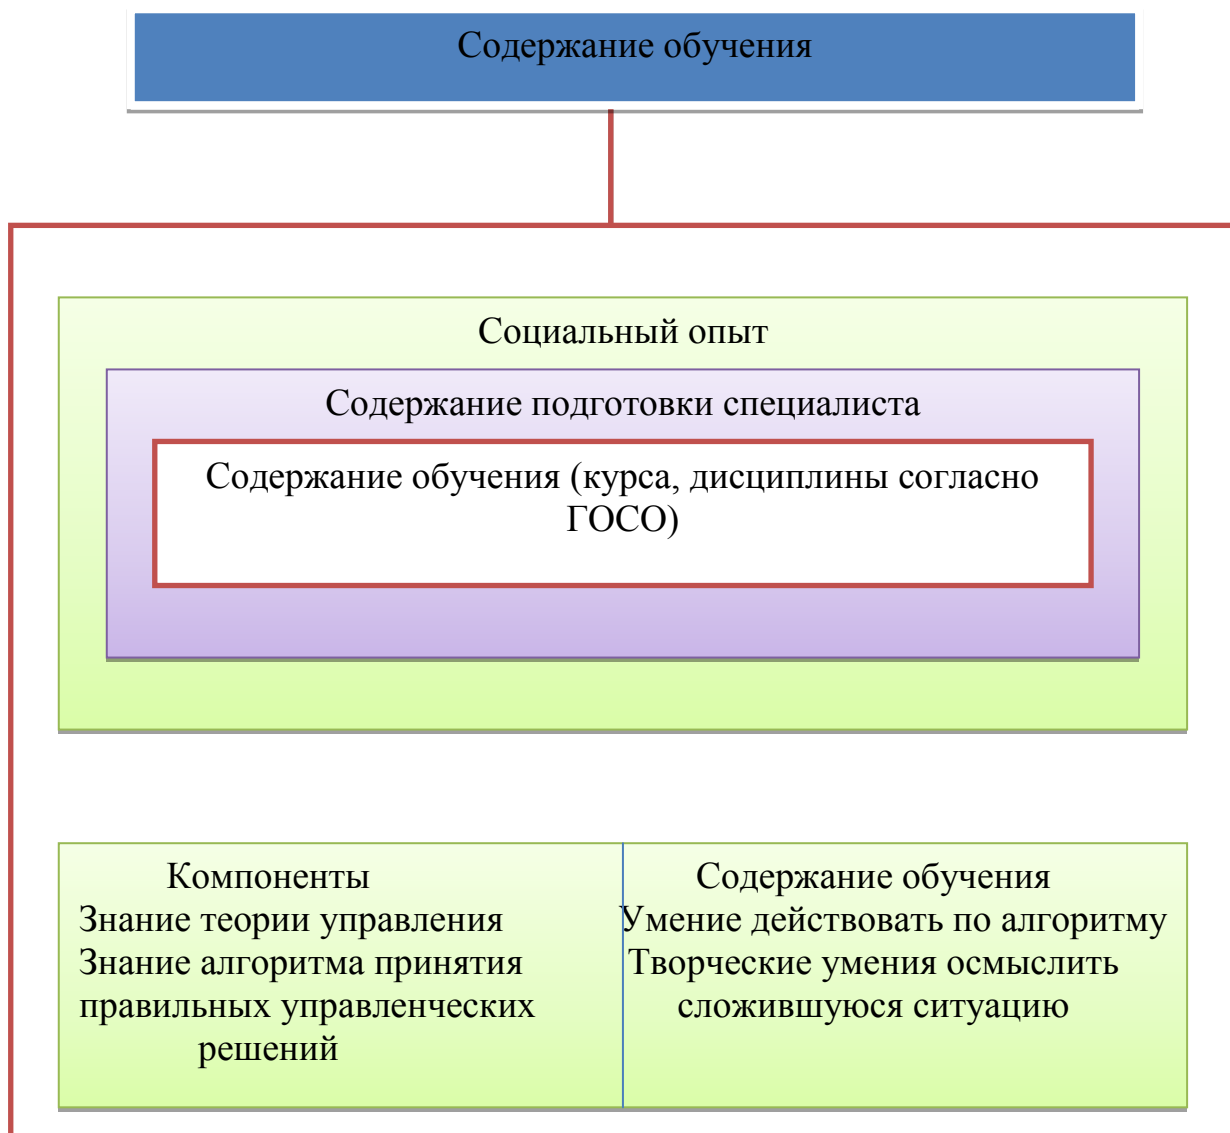 Содержание обучения
Социальный опыт
Содержание подготовки специалиста
Содержание обучения (курса, дисциплины согласно
ГОСО)
Компоненты
Знание теории управления
Знание алгоритма принятия
правильных управленческих
решений
Содержание обучения
Умение действовать по алгоритму
Творческие умения осмыслить
сложившуюся ситуацию